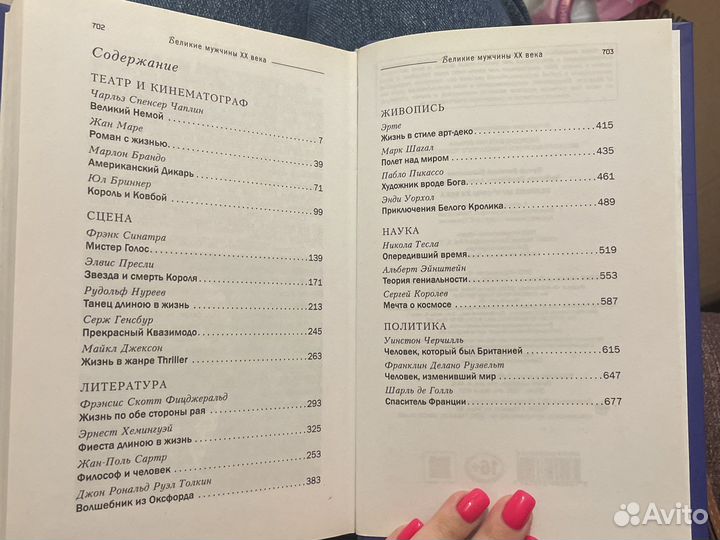 702
Великие мужчины XX века
Содержание
ТЕАТР И КИНЕМАТОГРАФ
Чарльз Спенсер Чаплин
Великий Немой 7
Жан Маре
Роман с жизнью 39
Марлон Брандо
Американский Дикарь 71
Юл Бриннер
Король и Ковбой 99
СЦЕНА
Фрэнк Синатра
Мистер Голос 139
Элвис Пресли
Звезда и смерть Короля 171
Рудольф Нуреев
Танец длиною в жизнь 213
Серж Генсбур
Прекрасный Квазимодо 245
Майкл Джексон
Жизнь в жанре Thriller 263
ЛИТЕРАТУРА
Фрэнсис Скотт Фицджеральд
Жизнь по обе стороны рая 293
Эрнест Хемингуэй
Фиеста длиною в жизнь 325
Жан-Поль Сартр
Философ и человек 253
Джон Рональд Руэл Толкин
Волшебник из Оксфорда 383
Великие мужчины XX века
703
ЖИВОПИСЬ
Эрте
Жизнь в стиле арт-деко 415
Марк Шагал
Полет над миром 435
Пабло Пикассо
Художник вроде Бога 461
Энди Уорхол
Приключения Белого Кролика 489
НАУКА
Никола Тесла
Опередивший время 519
Альберт Эйнштейн
Теория гениальности 553
Сергей Королев
Мечта о космосе 587
ПОЛИТИКА
Уинстон Черчилль
Человек, который был Британией 615
Франклин Делано Рузвельт
Человек, изменивший мир 647
Шарль де Голль
Спаситель Франции 677
16+
Avito